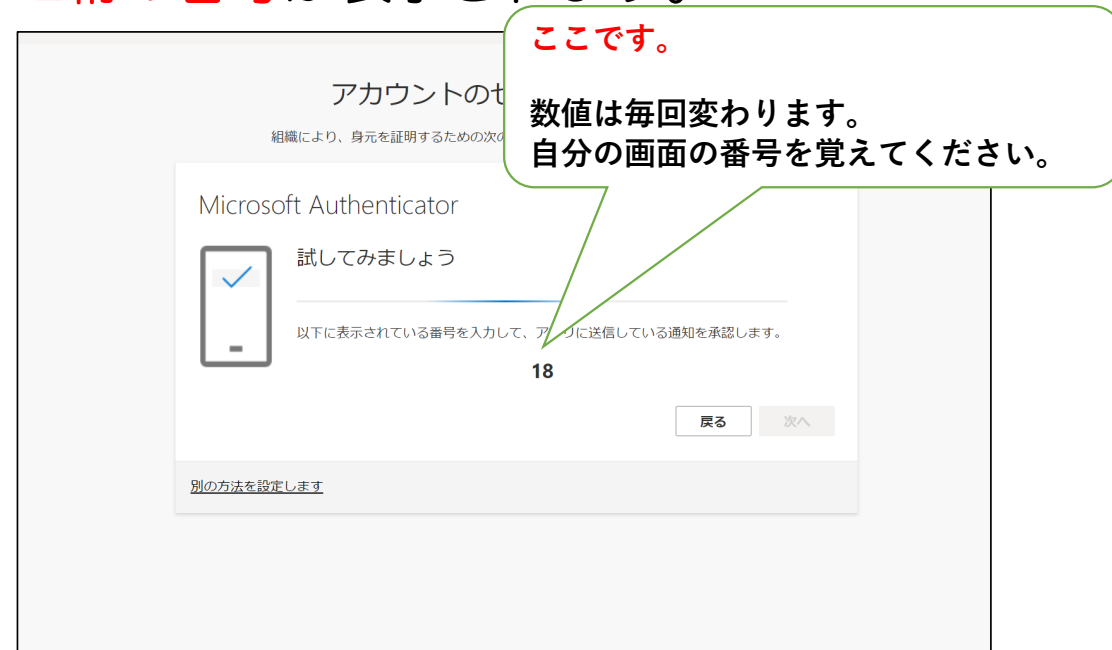 ここです。
数値は毎回変わります。
自分の画面の番号を覚えてください。
アカウントのセ
組織により、身元を証明するための次の
Microsoft Authenticator
試してみましょう
以下に表示されている番号を入力して、アプリに送信している通知を承認します。
18
戻る
次へ
別の方法を設定します